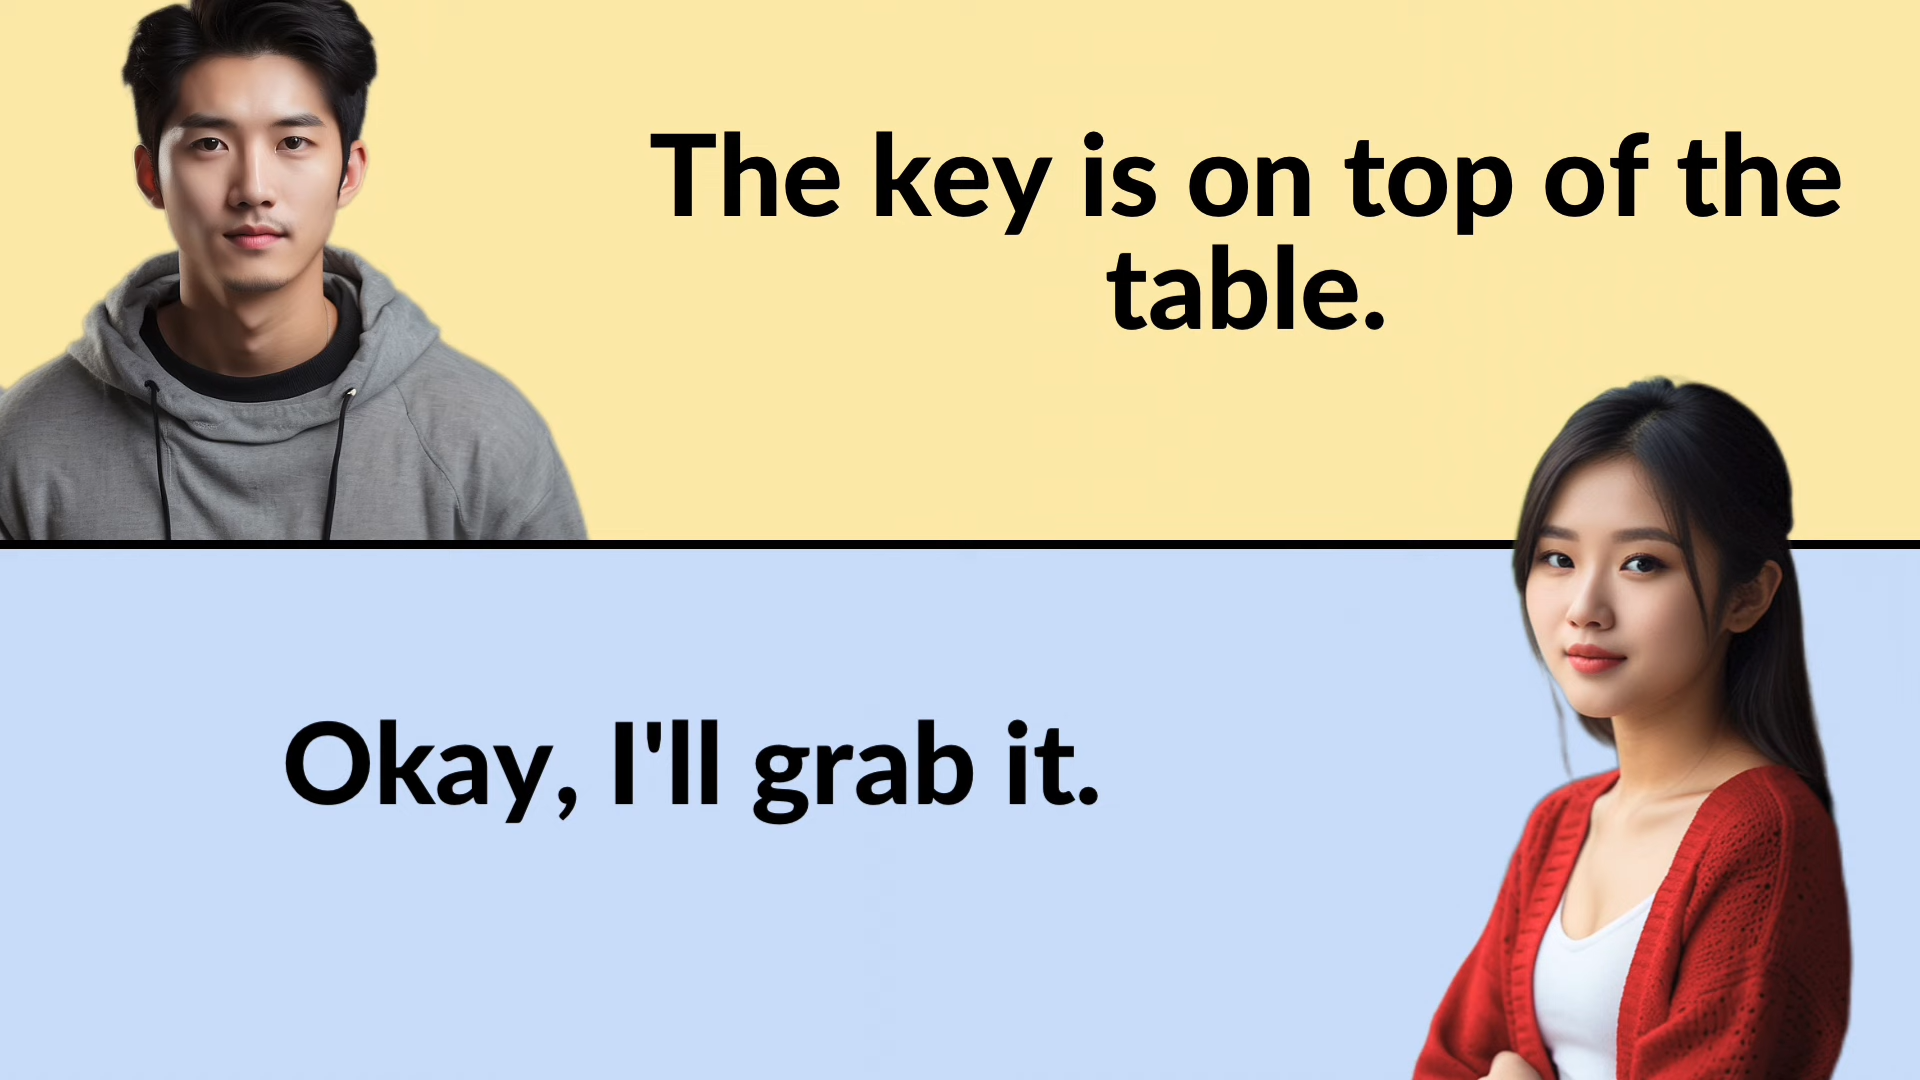 The key is on top of the
table.
Okay, I'll grab it.